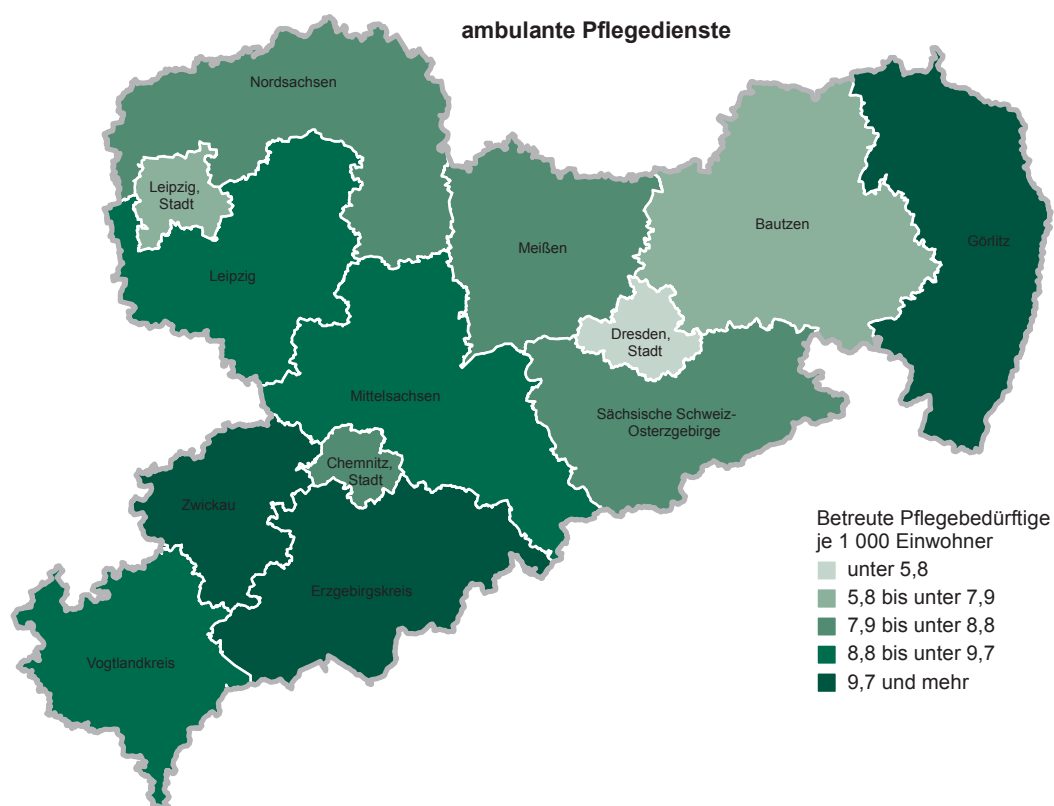 ambulante Pflegedienste
Nordsachsen
Leipzig,
Stadt
Leipzig
Meißen
Bautzen
Görlitz
Dresden,
Stadt
Mittelsachsen
Sächsische Schweiz-
Osterzgebirge
Chemnitz,
Stadt
Zwickau
Erzgebirgskreis
Vogtlandkreis
Betreute Pflegebedürftige
je 1 000 Einwohner
unter 5,8
5,8 bis unter 7,9
7,9 bis unter 8,8
8,8 bis unter 9,7
9,7 und mehr